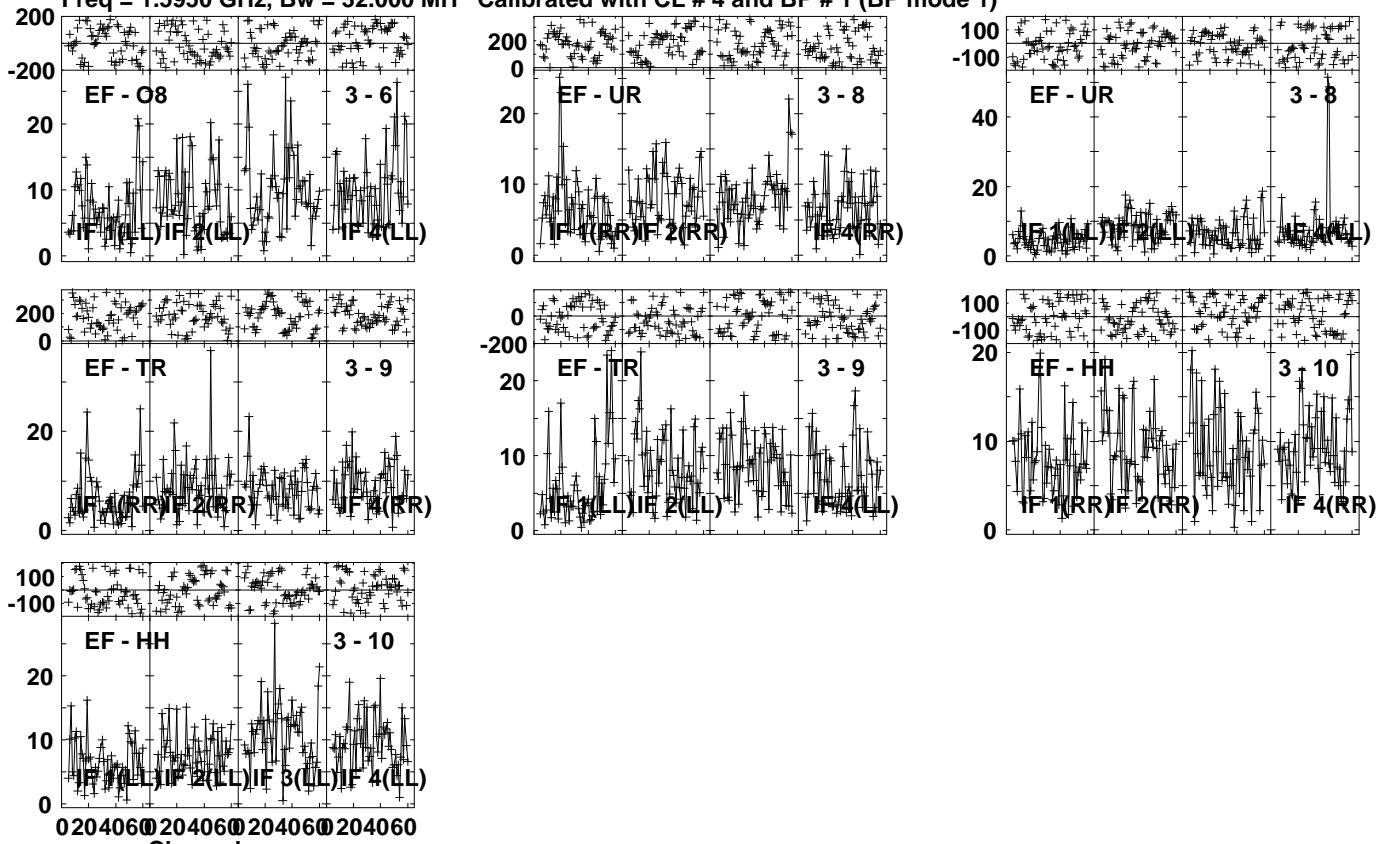 Freq = 1.5950 GHz, Bw = 32.000 MH Calibrated with CL # 4 and BP # 1 (BP mode 1)
200
-200
EF - O8 3 - 6
20
10
0
IF 1(LL) IF 2(LL) IF 4(LL)
200
0
EF - UR 3 - 8
20
10
0
IF 1(RR) IF 2(RR) IF 4(RR)
100
-100
EF - UR 3 - 8
40
20
0
IF 1(LL) IF 2(LL) IF 4(LL)
200
0
EF - TR 3 - 9
20
0
IF 1(RR) IF 2(RR) IF 4(RR)
0
-200
EF - TR 3 - 9
20
10
0
IF 1(LL) IF 2(LL) IF 4(LL)
100
-100
EF - HH 3 - 10
20
10
0
IF 1(RR) IF 2(RR) IF 4(RR)
100
-100
EF - HH 3 - 10
20
10
0
IF 1(LL) IF 2(LL) IF 3(LL) IF 4(LL)
0 20 40 60 0 20 40 60 0 20 40 60 0 20 40 60